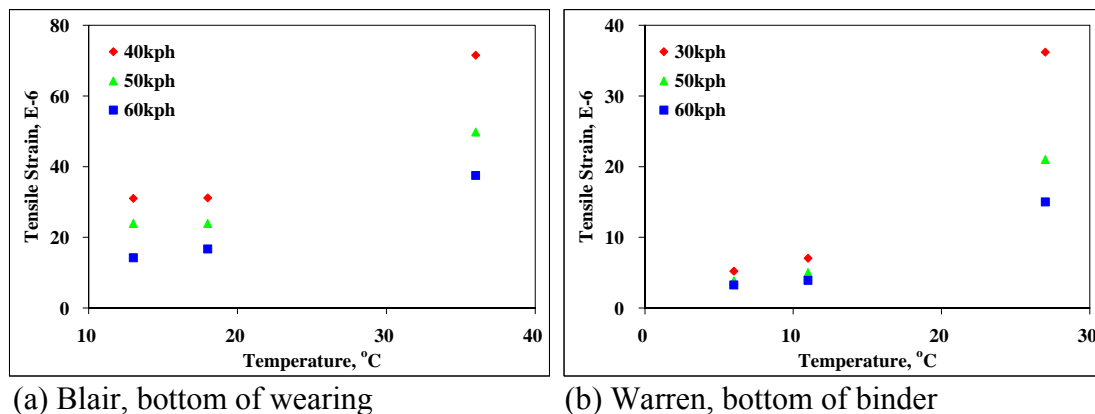 80
60
40
20
0
Tensile Strain, E-6
40kph
50kph
60kph
10 20 30 40
Temperature, °C
(a) Blair, bottom of wearing
40
30
20
10
0
Tensile Strain, E-6
30kph
50kph
60kph
0 10 20 30
Temperature, °C
(b) Warren, bottom of binder